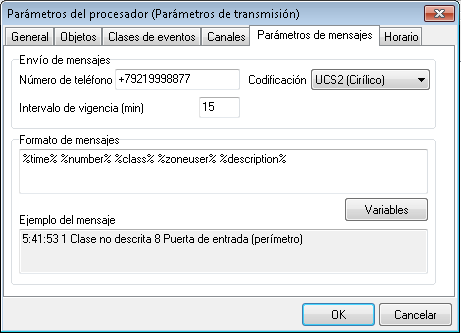 Parámetros del procesador (Parámetros de transmisión)
General Objetos Clases de eventos Canales Parámetros de mensajes Horario
Envío de mensajes
Número de teléfono +79219998877 Codificación UCS2 (Cirílico)
Intervalo de vigencia (min) 15
Formato de mensajes
%time% %number% %class% %zoneuser% %description%
Variables
Ejemplo del mensaje
5:41:53 1 Clase no descrita 8 Puerta de entrada (perímetro)
OK Cancelar